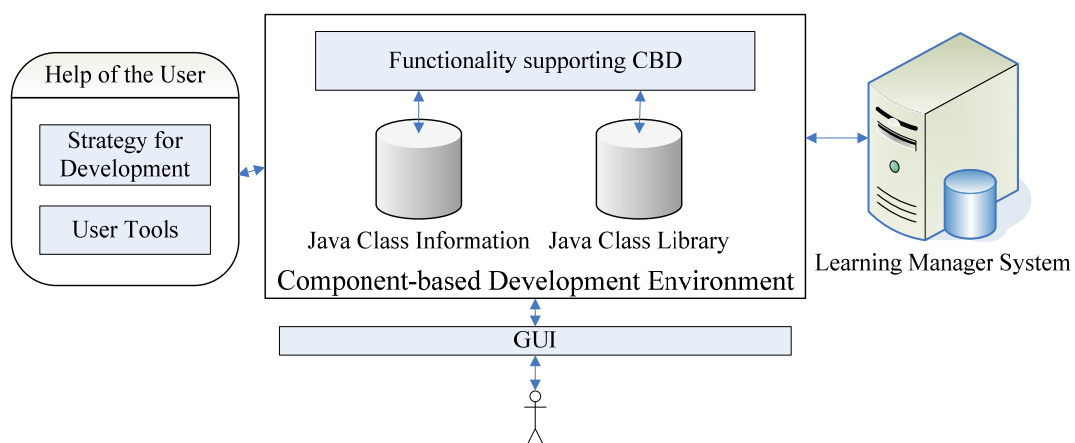 Help of the User
Strategy for
Development
User Tools
Functionality supporting CBD
Java Class Information
Java Class Library
Component-based Development Environment
Learning Manager System
GUI